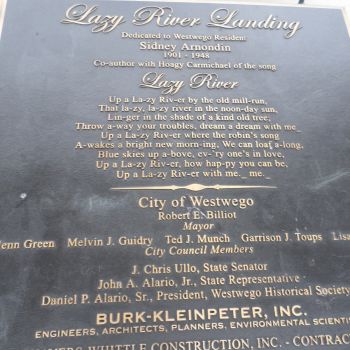 Lazy River Landing
Dedicated to Westwego Resident
Sidney Arnondin
1901 - 1948
Co-author with Hoagy Carmichael of the song
Lazy River
Up a La-zy Riv-er by the old mill-run,
That la-zy, la-zy river in the noon-day sun,
Lin-ger in the shade of a kind old tree,
Throw a-way your troubles, dream a dream with me
Up a La-zy Riv-er where the robin's song
A-wakes a bright new morn-ing, We can loaf a-long,
Blue skies up a-bove, ev-'ry one's in love,
Up a La-zy Riv-er, how hap-py you can be,
Up a La-zy Riv-er with me._ me.
City of Westwego
Robert E. Billiot
Mayor
enn Green Melvin J. Guidry Ted J. Munch Garrison J. Toups Lisa
City Council Members
J. Chris Ullo, State Senator
John A. Alario, Jr., State Representative
Daniel P. Alario, Sr., President, Westwego Historical Society
BURK-KLEINPETER, INC.
ENGINEERS, ARCHITECTS, PLANNERS, ENVIRONMENTAL SCIENTIS
WHITTLE CONSTRUCTION, INC. - CONTRAC